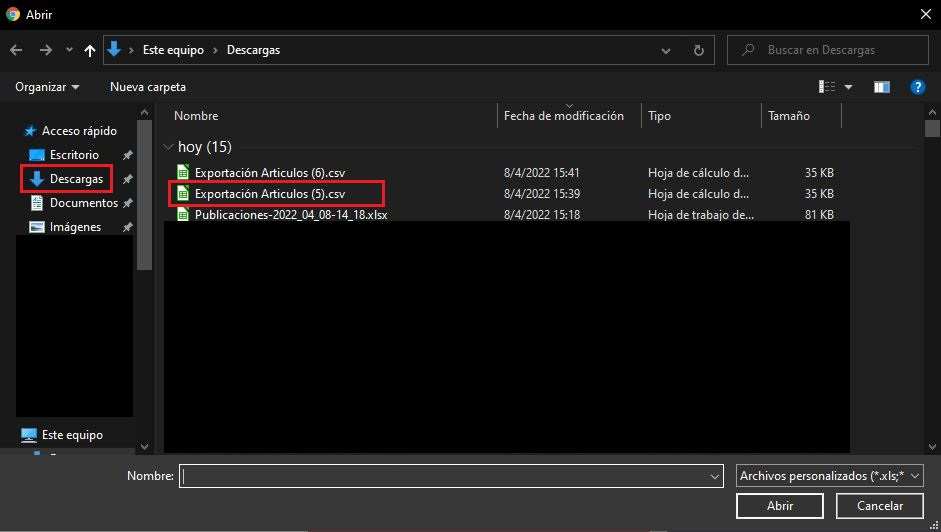 Abrir
Este equipo > Descargas
Buscar en Descargas
Organizar
Nueva carpeta
Nombre
Fecha de modificación
Tipo
Tamaño
Acceso rápido
Escritorio
Descargas
Documentos
Imágenes
Este equipo
hoy (15)
Exportación Articulos (6).csv 8/4/2022 15:41 Hoja de cálculo d... 35 KB
Exportación Articulos (5).csv 8/4/2022 15:39 Hoja de cálculo d... 35 KB
Publicaciones-2022_04_08-14_18.xlsx 8/4/2022 15:18 Hoja de trabajo de... 81 KB
Nombre:
Archivos personalizados (*.xls;*
Abrir
Cancelar